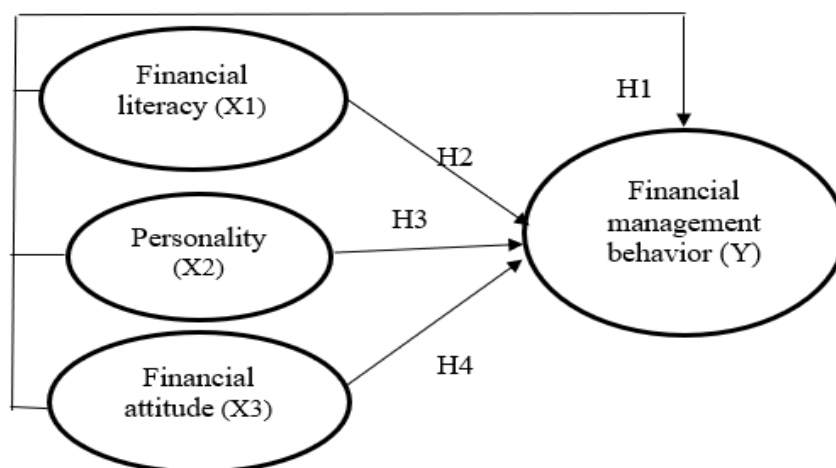 Financial
literacy (X1)
H1
H2
Personality
(X2)
H3
Financial
management
behavior (Y)
Financial
attitude (X3)
H4